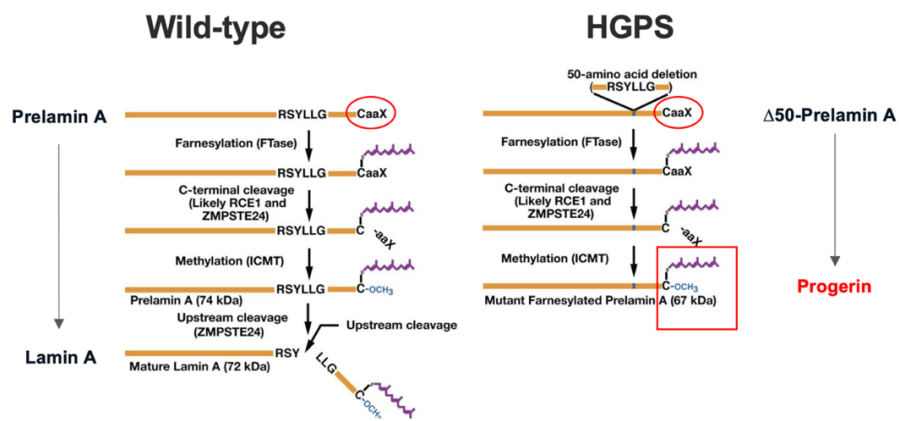 Wild-type
HGPS
50-amino acid deletion
(RSYLLG)
Prelamin A
RSYLLG
CaaX
CaaX
Δ50-Prelamin A
Farnesylation (FTase)
Farnesylation (FTase)
RSYLLG
CaaX
CaaX
C-terminal cleavage
(Likely RCE1 and
ZMPSTE24)
C-terminal cleavage
(Likely RCE1 and
ZMPSTE24)
RSYLLG
C
-aaX
C
-aaX
Methylation (ICMT)
Methylation (ICMT)
RSYLLG
C-OCH3
C-OCH3
Progerin
Prelamin A (74 kDa)
Mutant Farnesylated Prelamin A (67 kDa)
Upstream cleavage
(ZMPSTE24)
Upstream cleavage
Lamin A
RSY
LLG
Mature Lamin A (72 kDa)
C-OCH